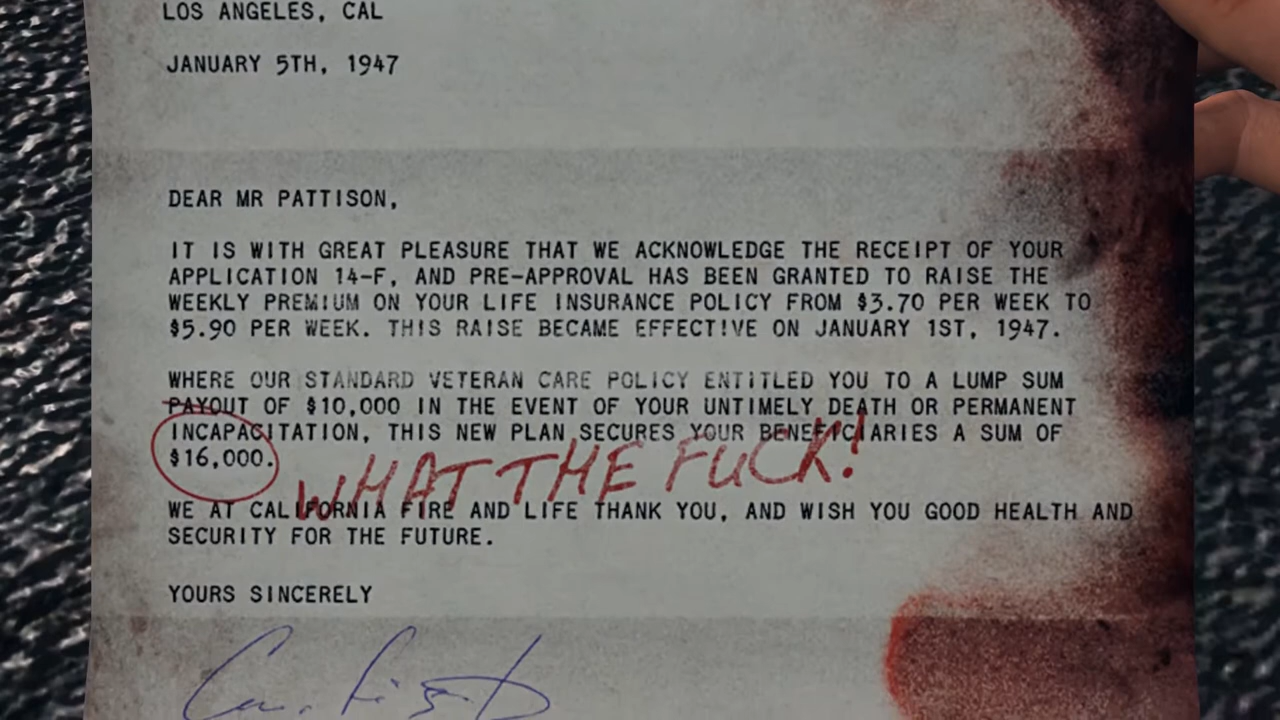 LOS ANGELES, CAL
JANUARY 5TH, 1947
DEAR MR PATTISON,
IT IS WITH GREAT PLEASURE THAT WE ACKNOWLEDGE THE RECEIPT OF YOUR
APPLICATION 14-F, AND PRE-APPROVAL HAS BEEN GRANTED TO RAISE THE
WEEKLY PREMIUM ON YOUR LIFE INSURANCE POLICY FROM $3.70 PER WEEK TO
$5.90 PER WEEK. THIS RAISE BECAME EFFECTIVE ON JANUARY 1ST, 1947.
WHERE OUR STANDARD VETERAN CARE POLICY ENTITLED YOU TO A LUMP SUM
PAYOUT OF $10,000 IN THE EVENT OF YOUR UNTIMELY DEATH OR PERMANENT
INCAPACITATION, THIS NEW PLAN SECURES YOUR BENEFICIARIES A SUM OF
$16,000.
WHAT THE FUCK!
WE AT CALIFORNIA FIRE AND LIFE THANK YOU, AND WISH YOU GOOD HEALTH AND
SECURITY FOR THE FUTURE.
YOURS SINCERELY